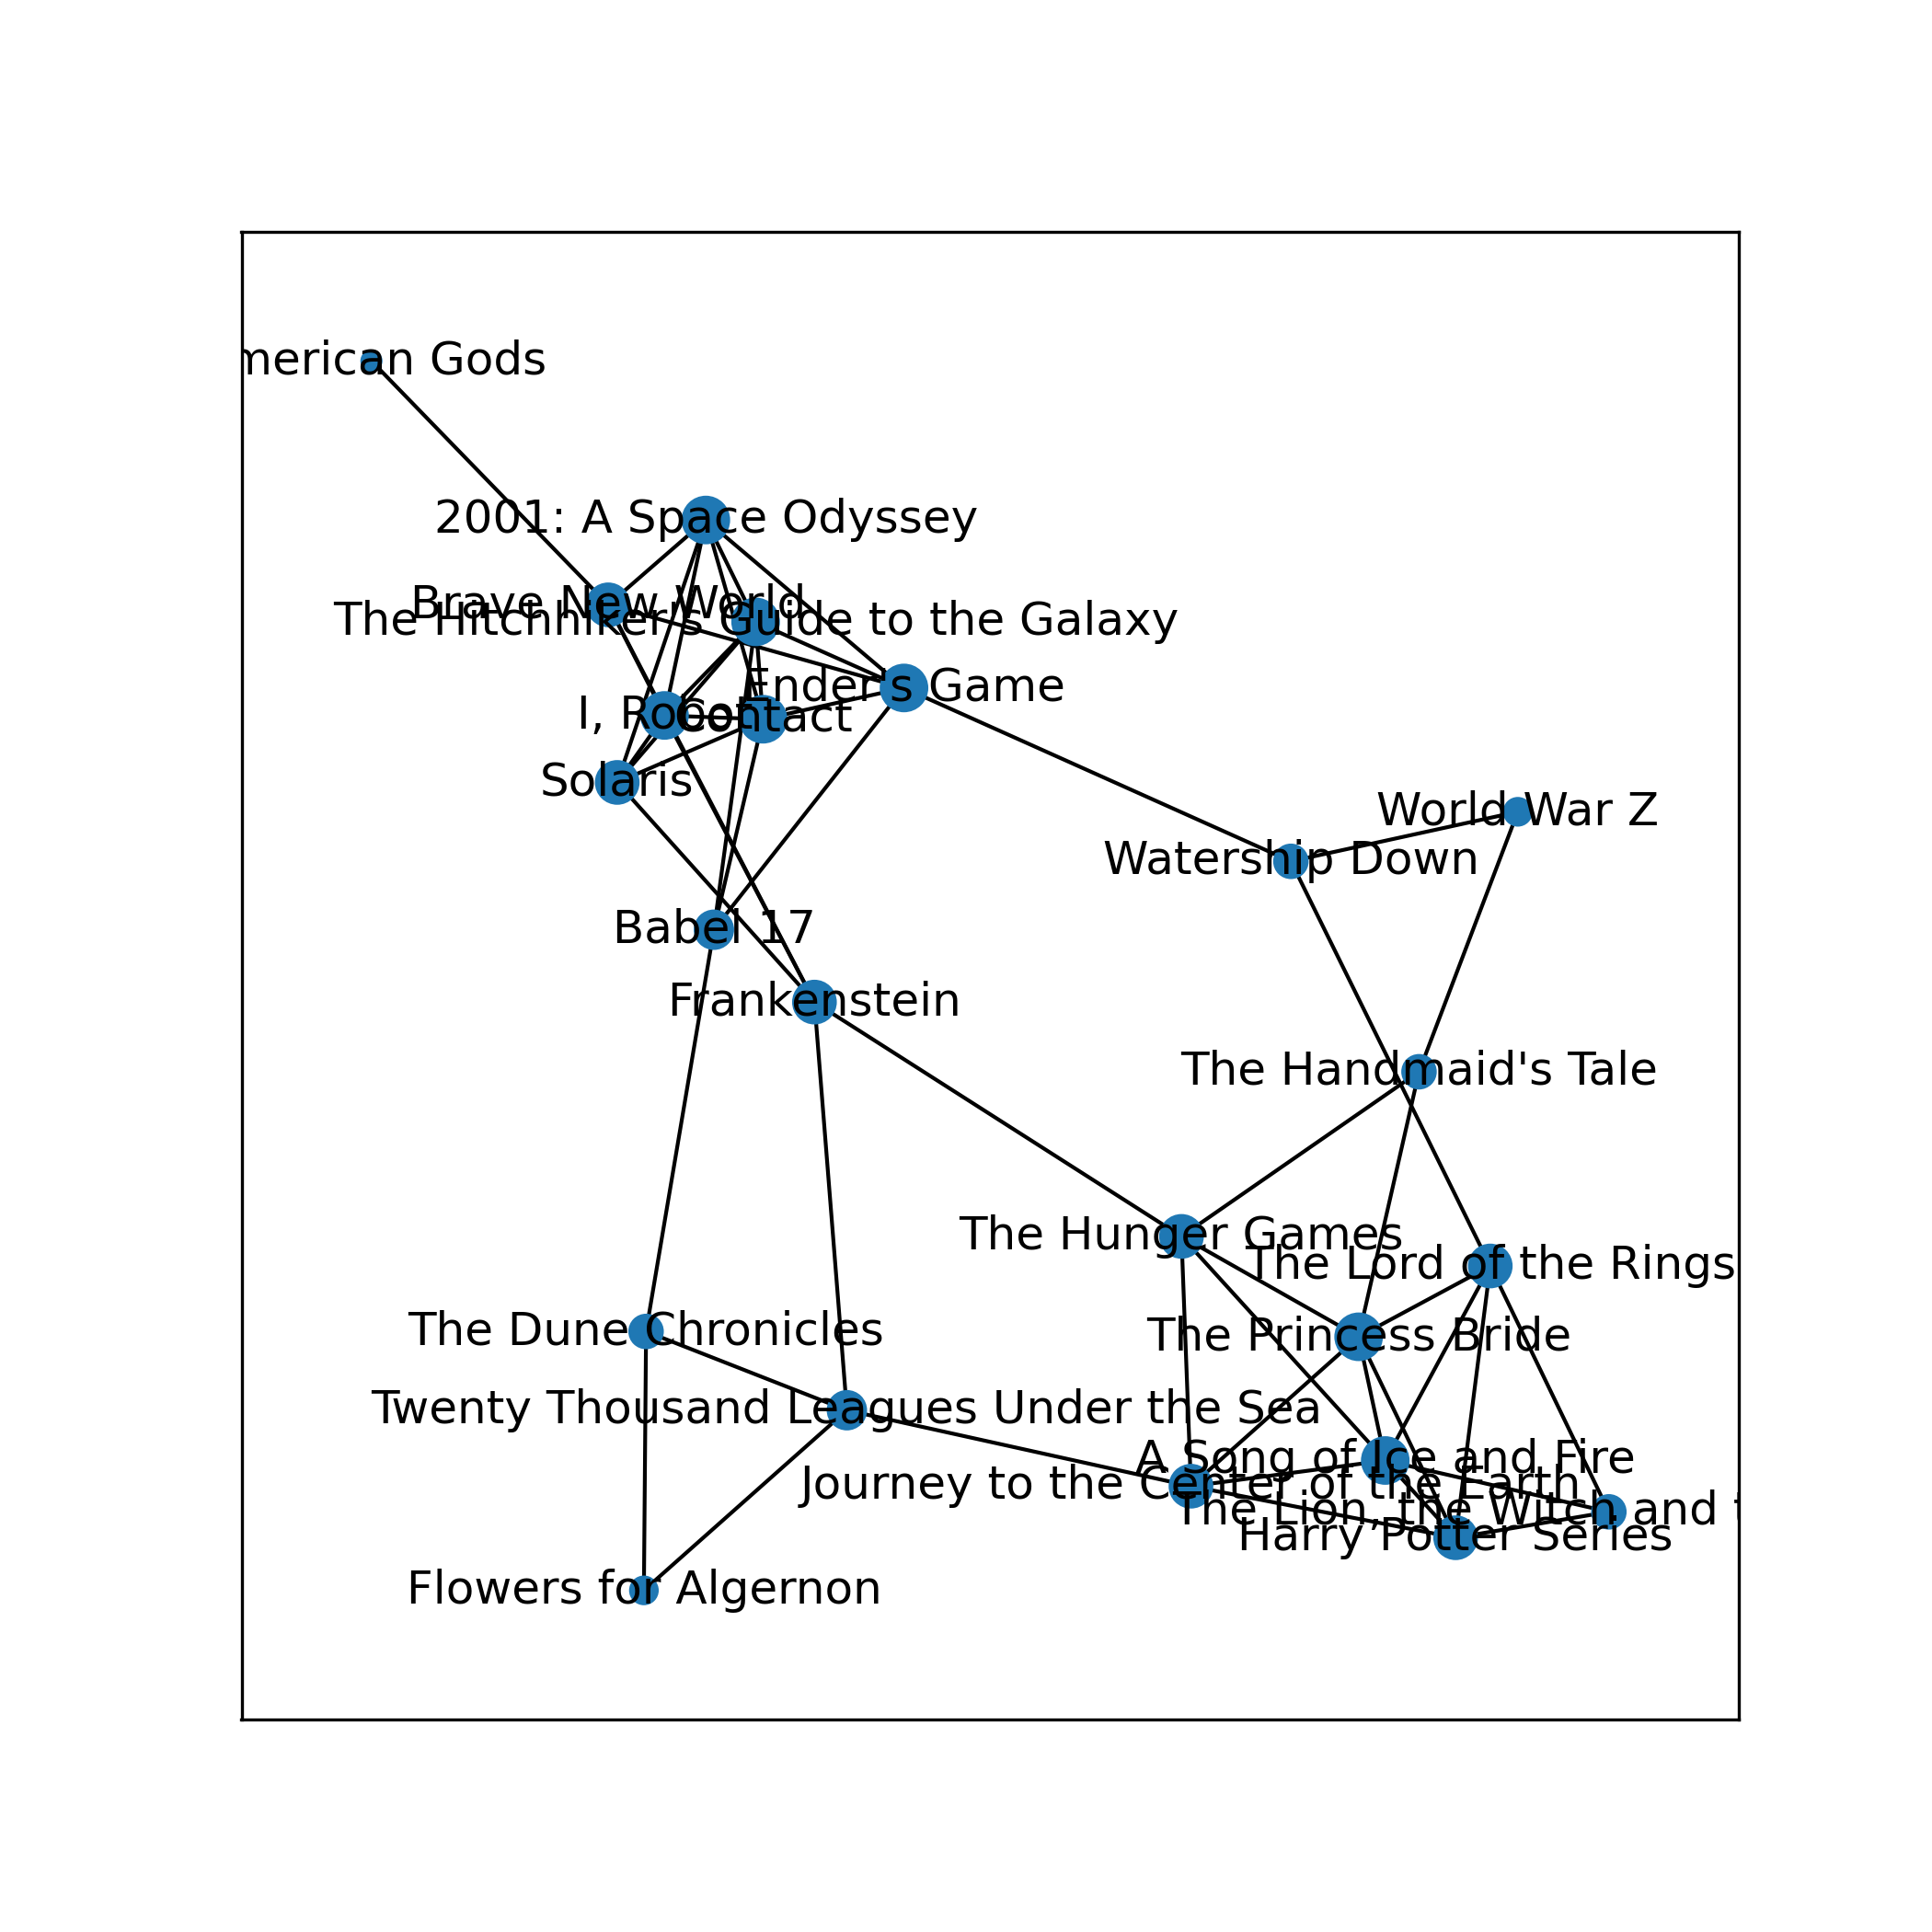 merican Gods
2001: A Space Odyssey
Brave New World
The Hitchhiker's Guide to the Galaxy
Ender's Game
I, Robot
Contact
Solaris
World War Z
Watership Down
Babel 17
Frankenstein
The Handmaid's Tale
The Hunger Games
The Lord of the Rings
The Dune Chronicles
The Princess Bride
Twenty Thousand Leagues Under the Sea
A Song of Ice and Fire
Journey to the Center of the Earth
The Lion, the Witch and t
Harry Potter Series
Flowers for Algernon